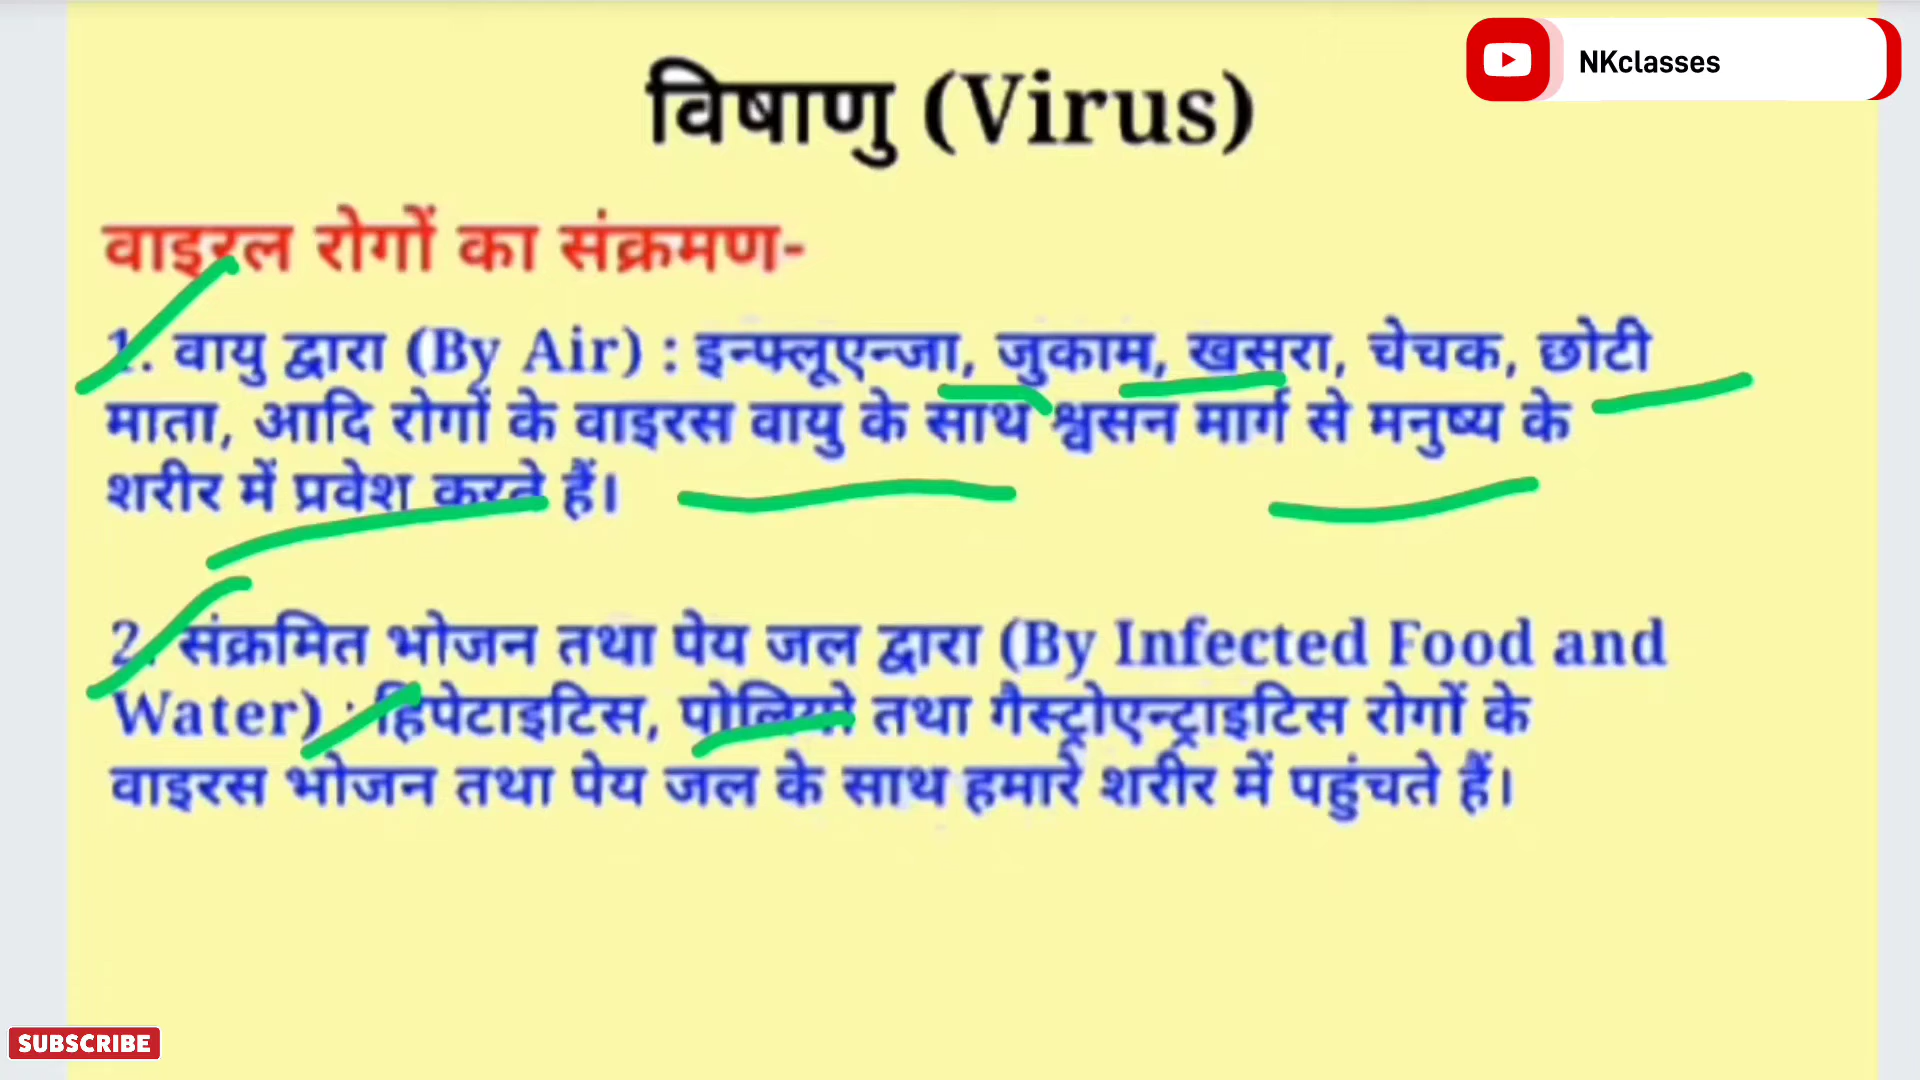 NKclasses
विषाणु (Virus)
वाइरल रोगों का संक्रमण-
1. वायु द्वारा (By Air) : इन्फ्लूएन्जा, जुकाम, खसरा, चेचक, छोटी
माता, आदि रोगों के वाइरस वायु के साथ श्वसन मार्ग से मनुष्य के
शरीर में प्रवेश करते हैं।
2. संक्रमित भोजन तथा पेय जल द्वारा (By Infected Food and
Water) : हिपेटाइटिस, पोलियो तथा गैस्ट्रोएन्ट्राइटिस रोगों के
वाइरस भोजन तथा पेय जल के साथ हमारे शरीर में पहुंचते हैं।
SUBSCRIBE